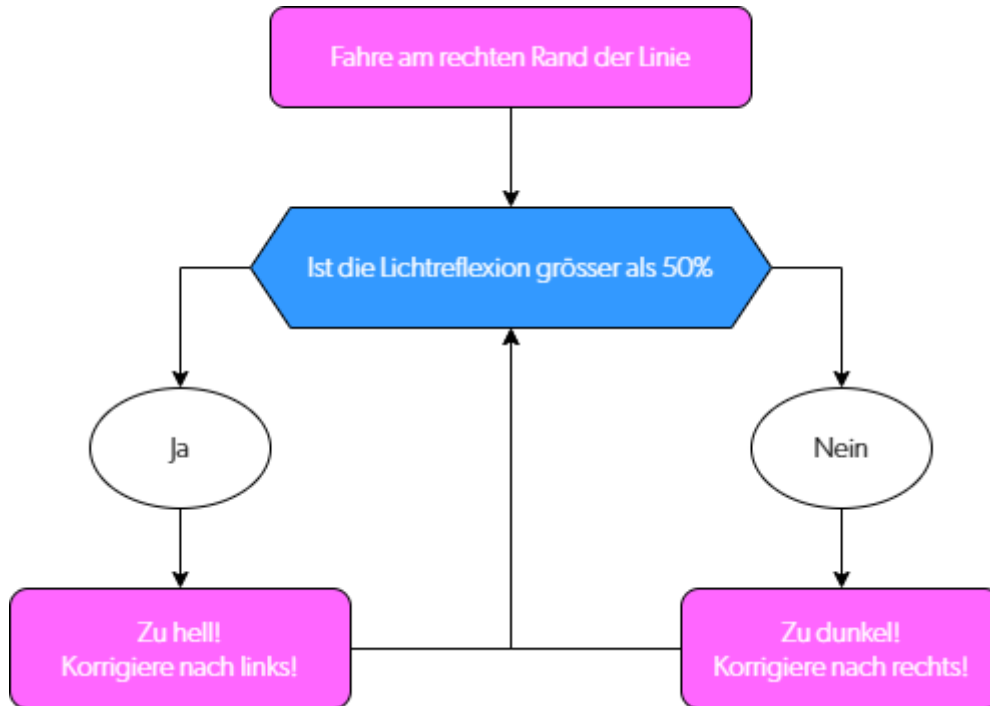 Fahre am rechten Rand der Linie
Ist die Lichtreflexion grösser als 50%
Ja
Nein
Zu hell!
Korrigiere nach links!
Zu dunkel!
Korrigiere nach rechts!